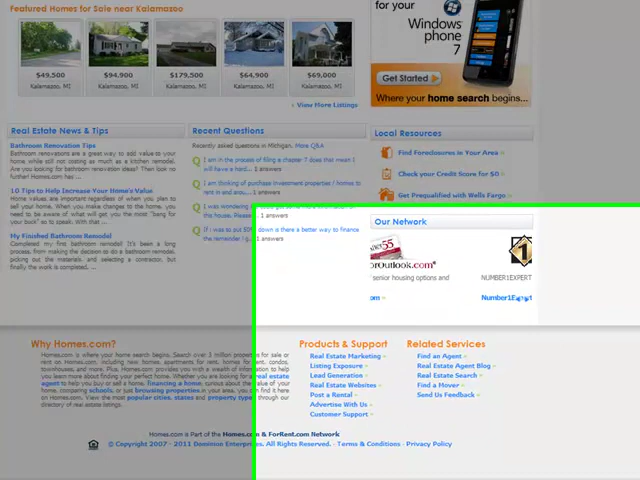 Featured Homes for Sale near Kalamazoo
$49,500
$94,900
$179,500
$64,900
$69,000
Kalamazoo, MI
Kalamazoo, MI
Kalamazoo, MI
Kalamazoo, MI
Kalamazoo, MI
» View More Listings
for your
Windows
phone
7
Get Started
Where your home search begins...
Real Estate News & Tips
Bathroom Renovation Tips
Bathroom renovations are a great way to add value to your
home while still not costing as much as a kitchen remodel.
Are you looking for bathroom renovation ideas? Then look no
further! Homes.com has ...
10 Tips to Help Increase Your Home's Value
Home values are important regardless of when you plan to
sell your home. When you make changes to the home, you
need to be aware of what will get you the most "bang for
your buck" so to speak. With that ...
My Finished Bathroom Remodel
Completed my first bathroom remodel! It's been a long
process, from making the decision to do a bathroom remodel,
picking out the materials, and selecting a contractor, but
finally the work is completed. ...
Recent Questions
Recently asked questions in Michigan. More Q&A
Q I am in the process of filing a chapter 7 does that mean I
will have a hard... 1 answers
Q I am thinking of purchase investment properties / homes to
rent in and aro... 1 answers
Q I was wondering
the house. Please ... 1 answers
Q if i was to put 50% down is there a better way to finance
the remainder i.g.. 1 answers
Local Resources
Find Foreclosures in Your Area »
Check your Credit Score for $0 »
Get Prequalified with Wells Fargo »
Our Network
55
forOutlook.com
senior housing options and
om »
1
NUMBER1EXPERT
Number1Expert
Why Homes.com?
Homes.com is where your home search begins. Search over 3 million properties for sale or
rent on Homes.com, including new homes, apartments for rent, homes for rent, condos,
townhouses, and more. Plus, Homes.com provides you with a wealth of information to help
you learn more about finding your perfect home. Whether you are looking for a real estate
agent to help you buy or sell a home, financing a home, curious about the value of your
home, comparing schools, or just browsing properties in your area, you can find it here
on Homes.com. View the most popular cities, states and property types through our
directory of real estate listings.
Products & Support
Real Estate Marketing »
Listing Exposure »
Lead Generation »
Real Estate Websites »
Post a Rental »
Advertise With Us »
Customer Support »
Related Services
Find an Agent »
Real Estate Agent Blog »
Real Estate Search »
Find a Mover »
Send Us Feedback »
Homes.com is Part of the Homes.com & ForRent.com Network
© Copyright 2007 - 2011 Dominion Enterprises. All Rights Reserved. · Terms & Conditions · Privacy Policy